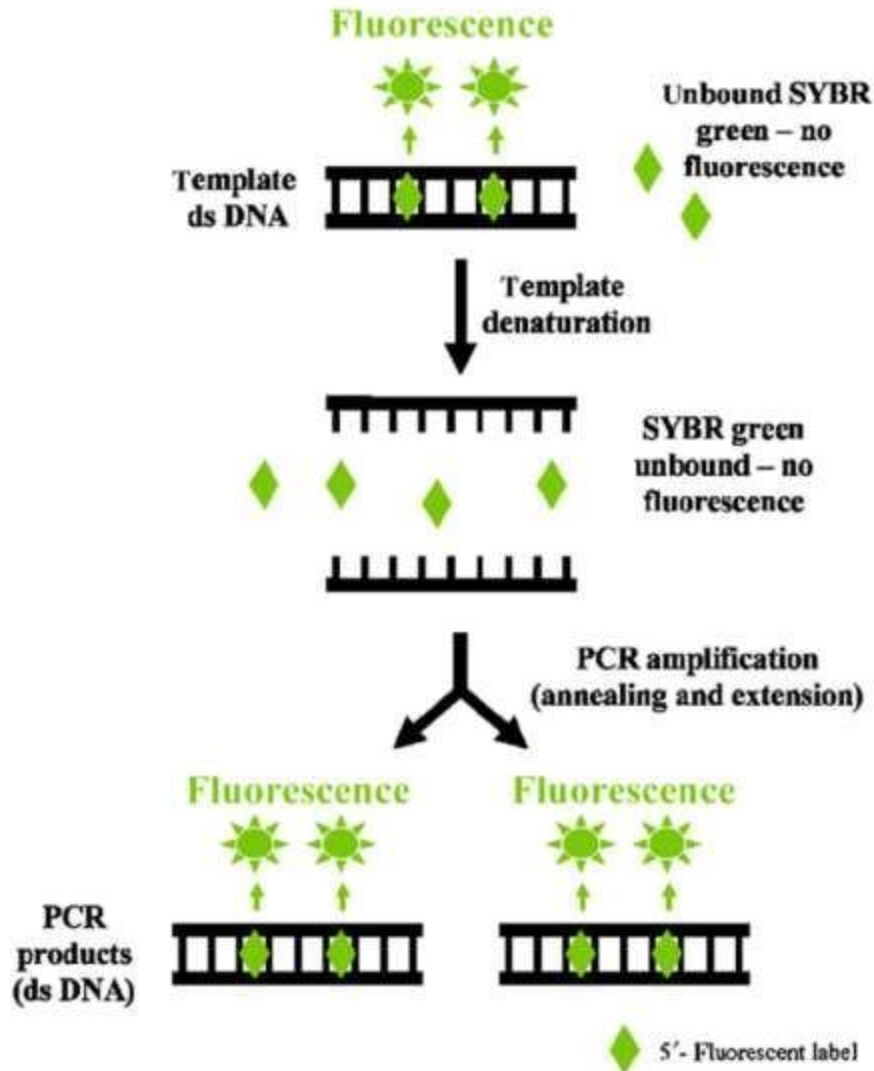 Fluorescence
Unbound SYBR
green – no
fluorescence
Template
ds DNA
Template
denaturation
SYBR green
unbound – no
fluorescence
PCR amplification
(annealing and extension)
Fluorescence
Fluorescence
PCR
products
(ds DNA)
5′- Fluorescent label